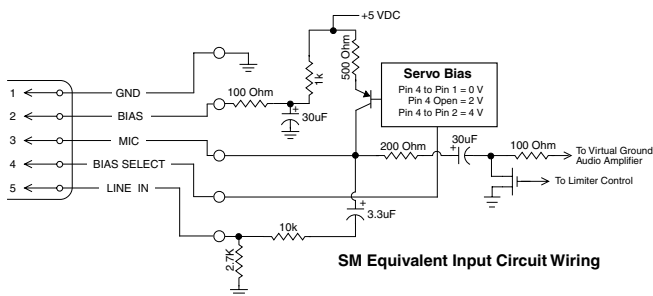 +5 VDC
1k
500 Ohm
Servo Bias
Pin 4 to Pin 1 = 0 V
Pin 4 Open = 2 V
Pin 4 to Pin 2 = 4 V
1 GND
2 BIAS
100 Ohm
+
30uF
3 MIC
200 Ohm
+
30uF
100 Ohm
To Virtual Ground
Audio Amplifier
4 BIAS SELECT
To Limiter Control
5 LINE IN
+
3.3uF
10k
2.7K
SM Equivalent Input Circuit Wiring